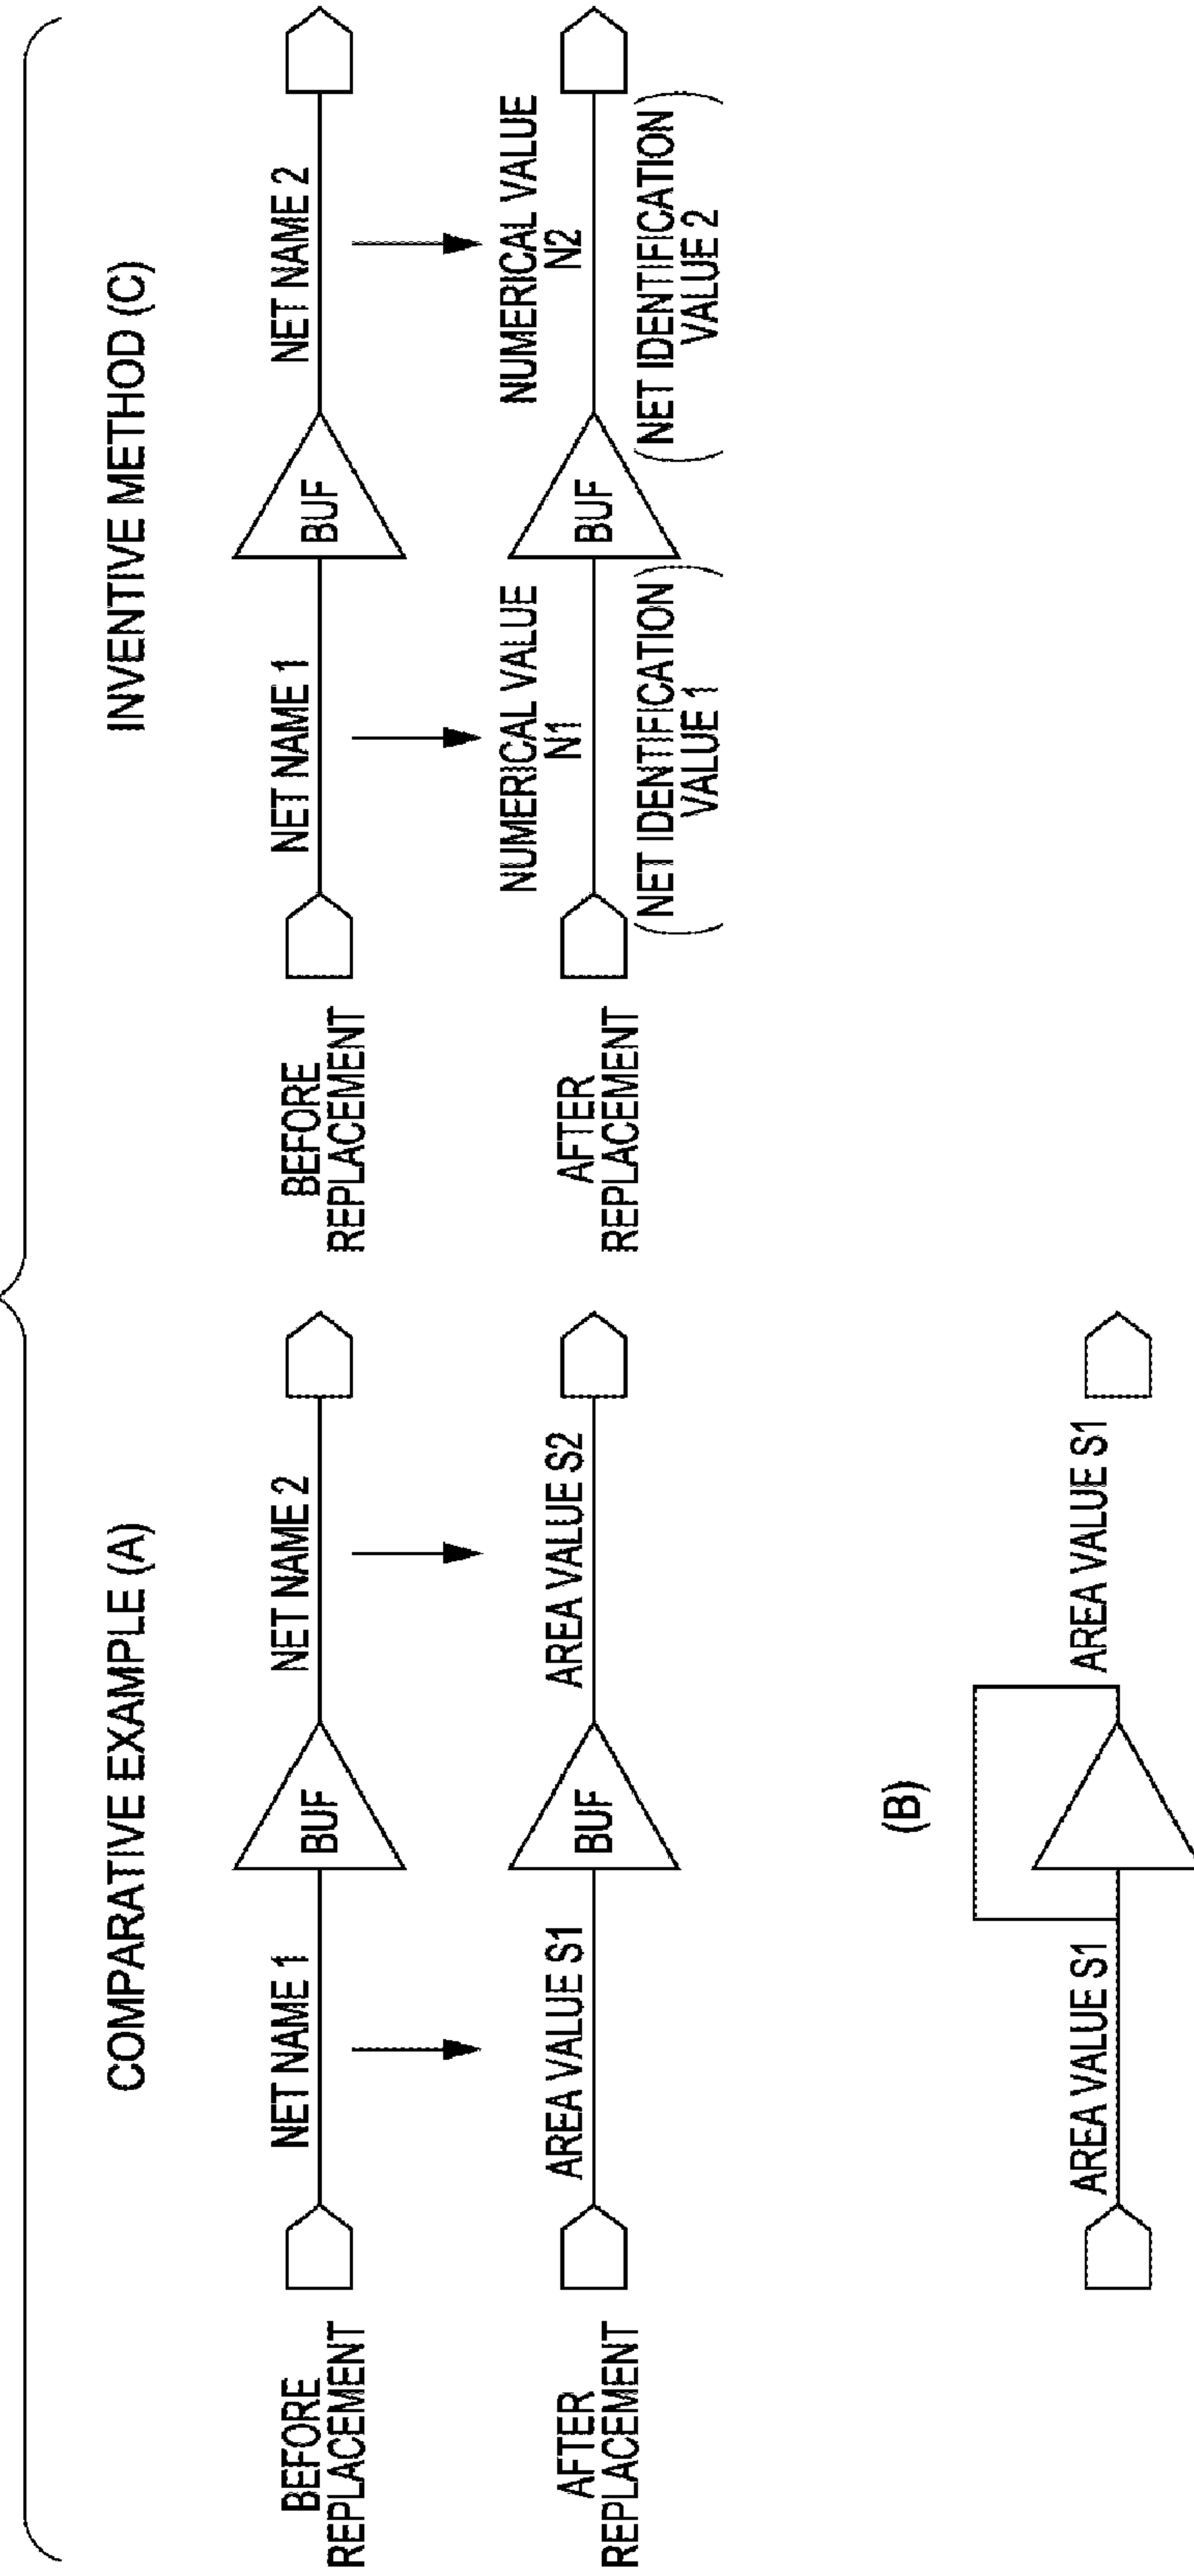 COMPARATIVE EXAMPLE (A)
BEFORE
REPLACEMENT
NET NAME 1
BUF
NET NAME 2
AFTER
REPLACEMENT
AREA VALUE S1
BUF
AREA VALUE S2
(B)
AREA VALUE S1
AREA VALUE S1
INVENTIVE METHOD (C)
BEFORE
REPLACEMENT
NET NAME 1
BUF
NET NAME 2
AFTER
REPLACEMENT
NUMERICAL VALUE
N1
(NET IDENTIFICATION
VALUE 1)
BUF
NUMERICAL VALUE
N2
(NET IDENTIFICATION
VALUE 2)